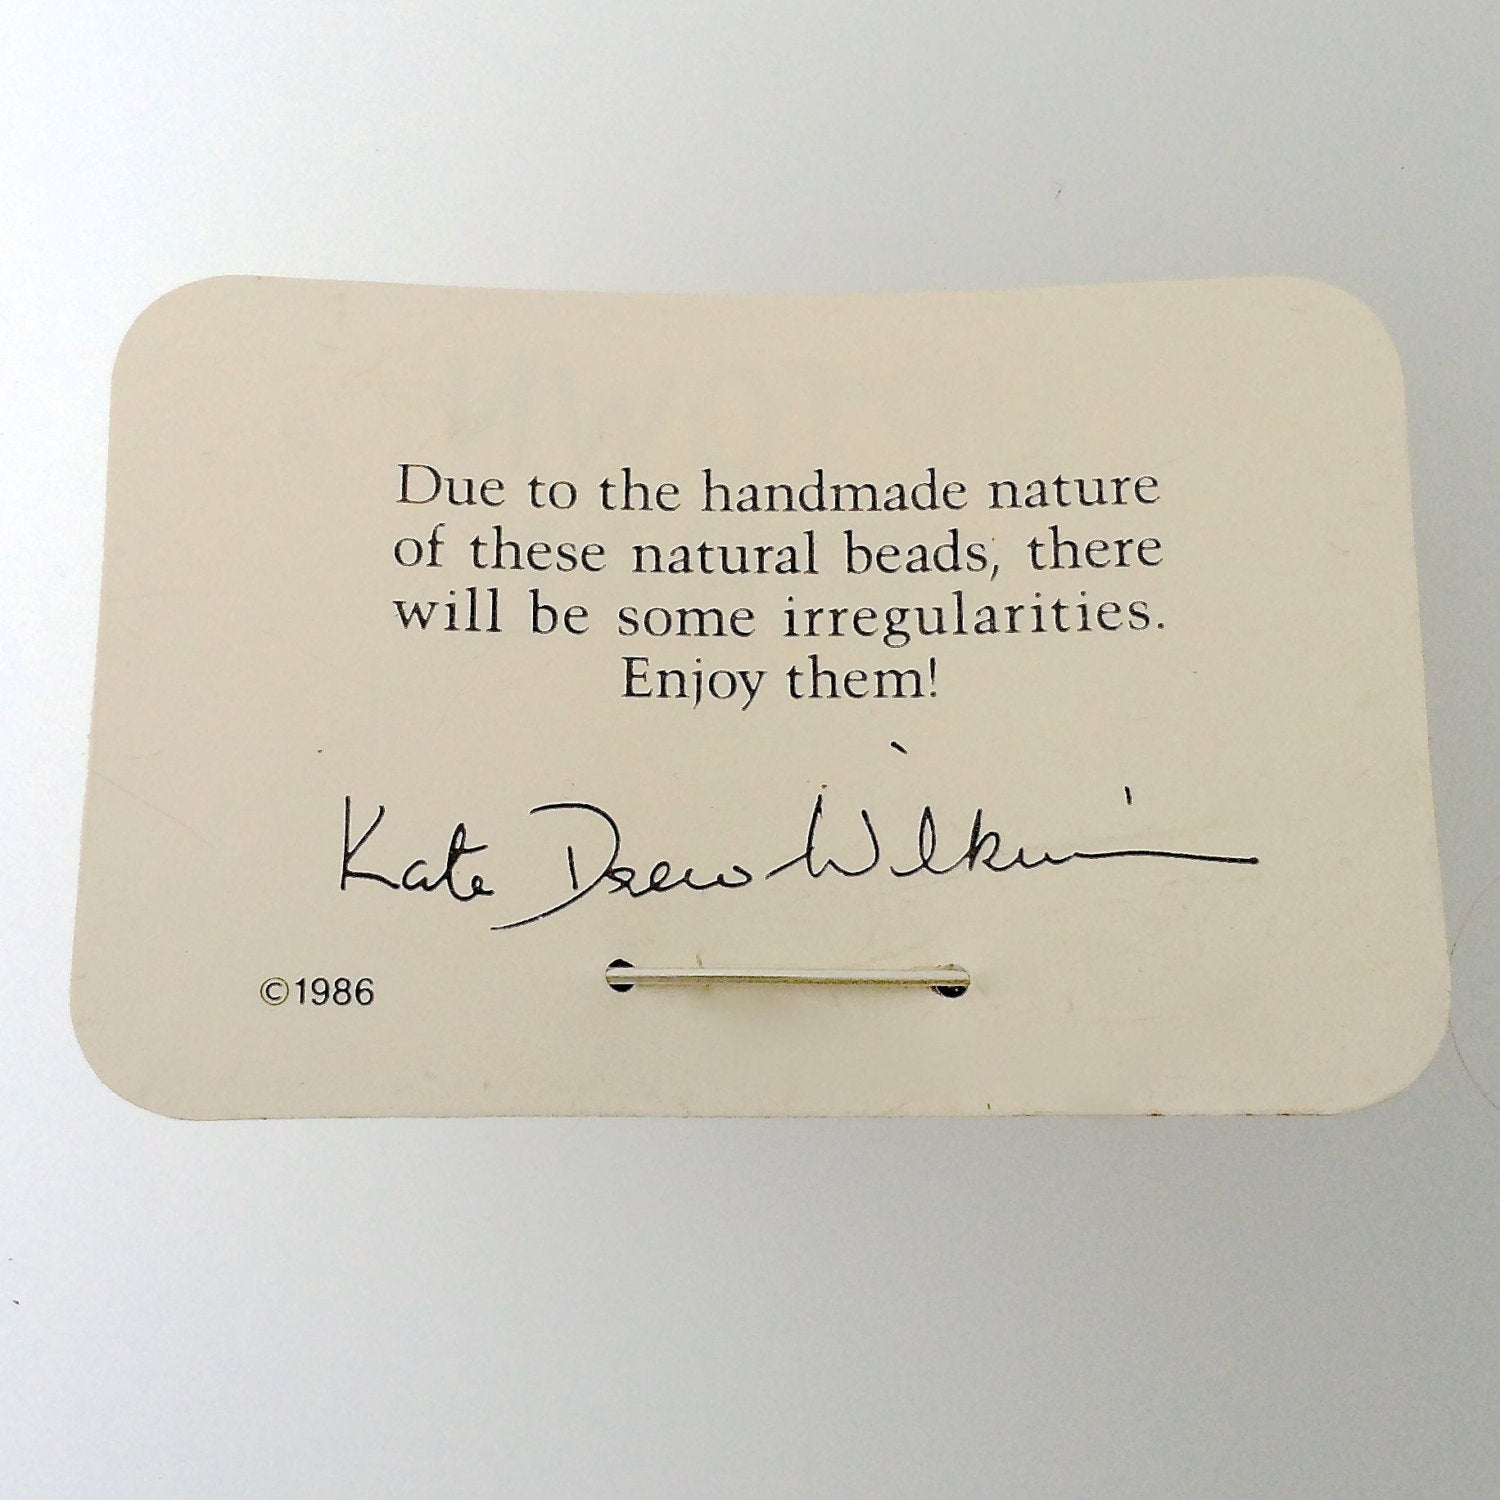 Due to the handmade nature
of these natural beads, there
will be some irregularities.
Enjoy them!
Kate Drew Wilkinson
©1986